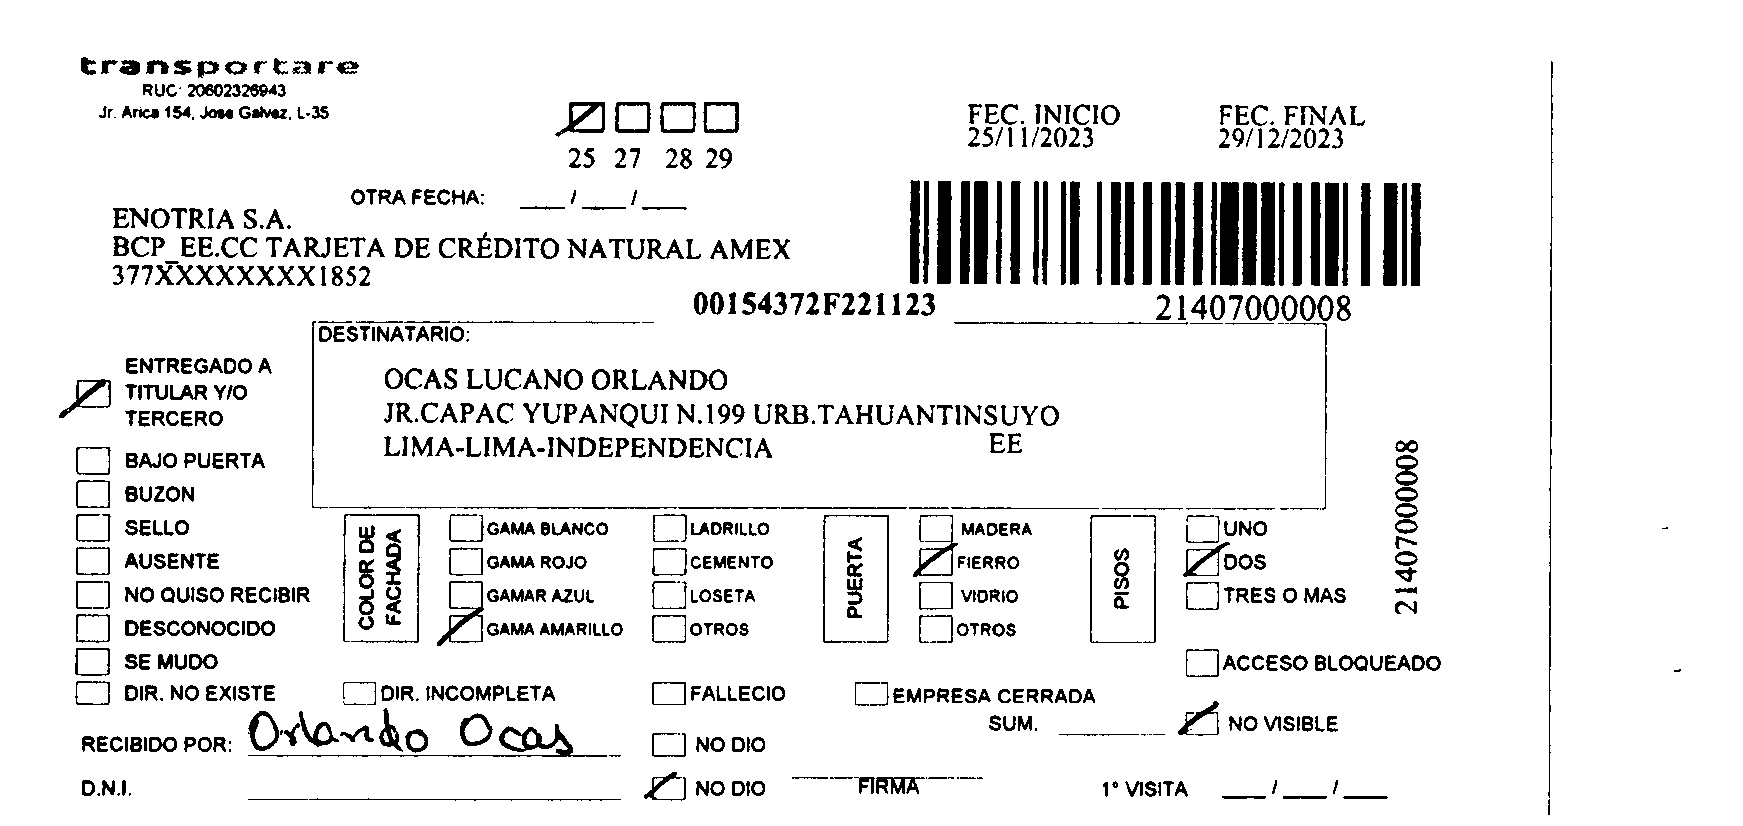 transportare
RUC: 20602326943
Jr. Arica 154, Jose Galvez, L-35
25 27 28 29
FEC. INICIO FEC. FINAL
25/11/2023 29/12/2023
OTRA FECHA: ___/___/___
ENOTRIA S.A.
BCP_EE.CC TARJETA DE CRÉDITO NATURAL AMEX
377XXXXXXXX1852
00154372F221123 21407000008
DESTINATARIO:
OCAS LUCANO ORLANDO
JR.CAPAC YUPANQUI N.199 URB.TAHUANTINSUYO
LIMA-LIMA-INDEPENDENCIA EE
21407000008
ENTREGADO A
TITULAR Y/O
TERCERO
BAJO PUERTA
BUZON
SELLO
AUSENTE
NO QUISO RECIBIR
DESCONOCIDO
SE MUDO
COLOR DE
FACHADA
GAMA BLANCO LADRILLO
GAMA ROJO CEMENTO
GAMAR AZUL LOSETA
GAMA AMARILLO OTROS
PUERTA
MADERA
FIERRO
VIDRIO
OTROS
PISOS
UNO
DOS
TRES O MAS
ACCESO BLOQUEADO
DIR. NO EXISTE DIR. INCOMPLETA FALLECIO EMPRESA CERRADA
SUM. NO VISIBLE
RECIBIDO POR: Orlando Ocas NO DIO
D.N.I. NO DIO FIRMA 1° VISITA ___/___/___